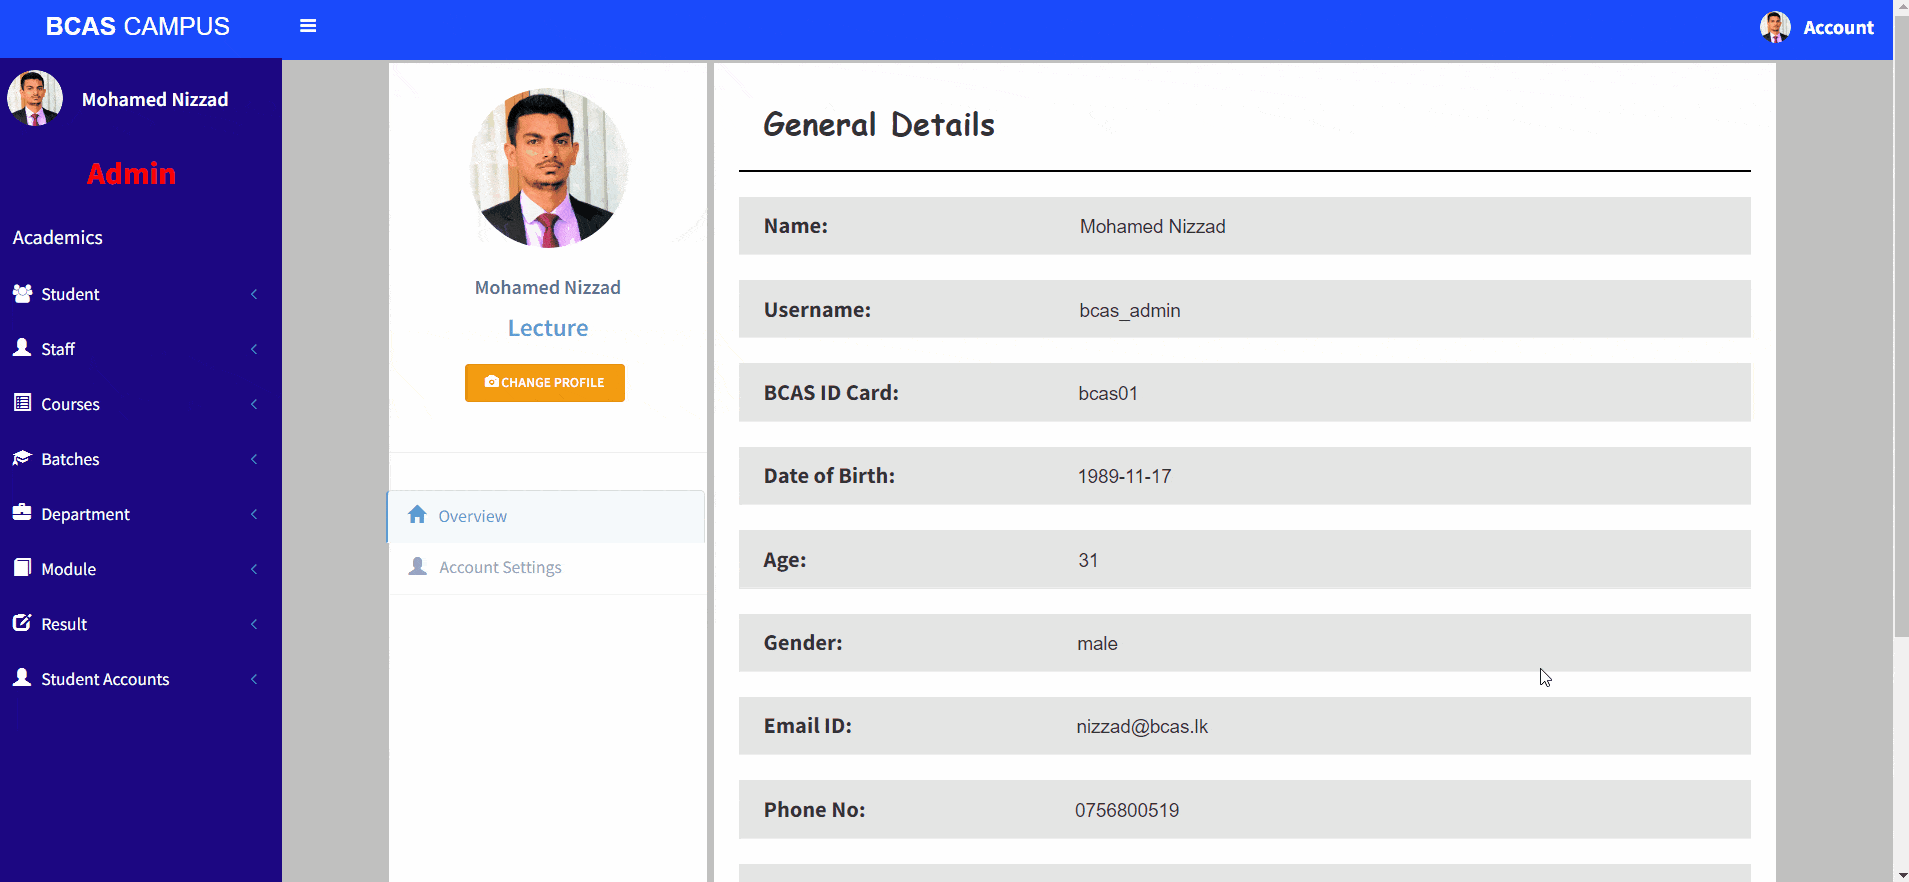 BCAS CAMPUS
Account
Mohamed Nizzad
Admin
Academics
Student
Staff
Courses
Batches
Department
Module
Result
Student Accounts
Mohamed Nizzad
Lecture
CHANGE PROFILE
Overview
Account Settings
General Details
Name: Mohamed Nizzad
Username: bcas_admin
BCAS ID Card: bcas01
Date of Birth: 1989-11-17
Age: 31
Gender: male
Email ID: nizzad@bcas.lk
Phone No: 0756800519